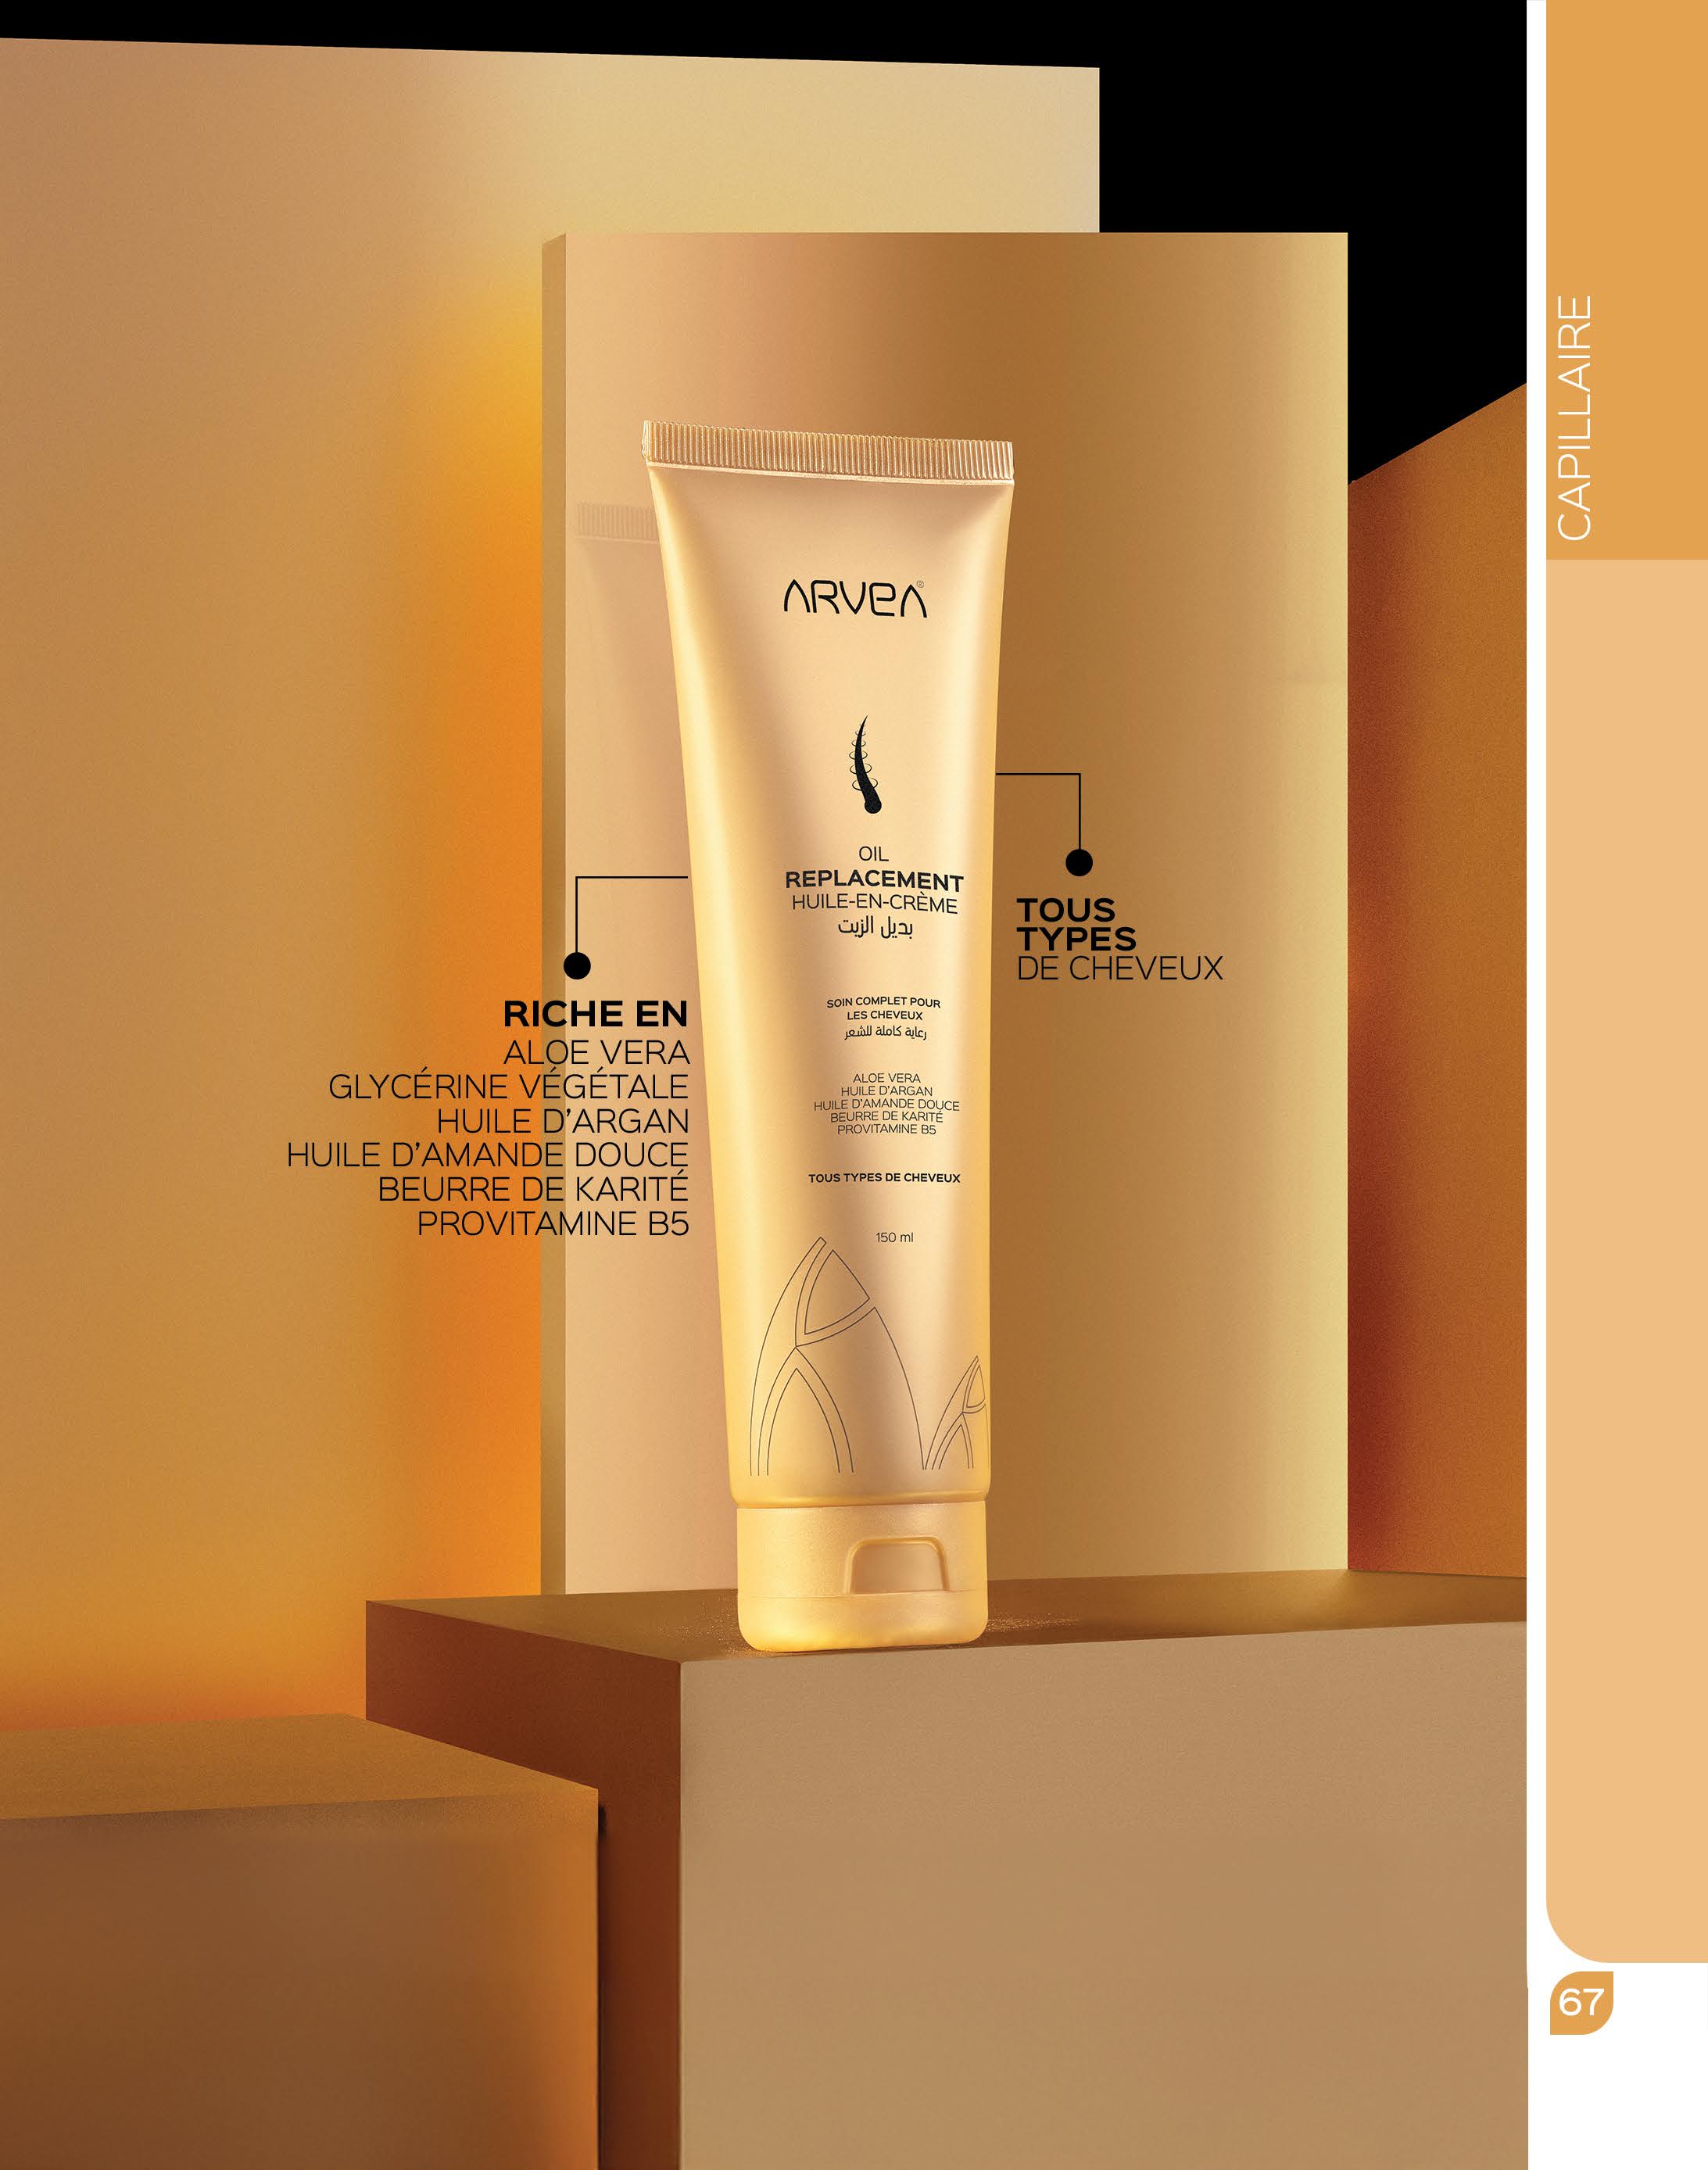 CAPILLAIRE
ARVEA®
OIL
REPLACEMENT
HUILE-EN-CRÈME
بديل الزيت
SOIN COMPLET POUR
LES CHEVEUX
رعاية كاملة للشعر
ALOE VERA
HUILE D'ARGAN
HUILE D'AMANDE DOUCE
BEURRE DE KARITÉ
PROVITAMINE B5
TOUS TYPES DE CHEVEUX
150 ml
TOUS
TYPES
DE CHEVEUX
RICHE EN
ALOE VERA
GLYCÉRINE VÉGÉTALE
HUILE D'ARGAN
HUILE D'AMANDE DOUCE
BEURRE DE KARITÉ
PROVITAMINE B5
67